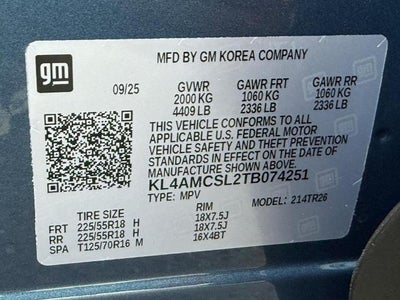 gm
MFD BY GM KOREA COMPANY
09/25 GVWR GAWR FRT GAWR RR
2000 KG 1060 KG 1060 KG
4409 LB 2336 LB 2336 LB
THIS VEHICLE CONFORMS TO ALL
APPLICABLE U.S. FEDERAL MOTOR
VEHICLE SAFETY AND THEFT PREVENTION
STANDARDS IN EFFECT ON THE DATE OF
MANUFACTURE SHOWN ABOVE.
KL4AMCSL2TB074251
TYPE: MPV MODEL: 214TR26
TIRE SIZE RIM
FRT 225/55R18 H 18X7.5J
RR 225/55R18 H 18X7.5J
SPA T125/70R16 M 16X4BT